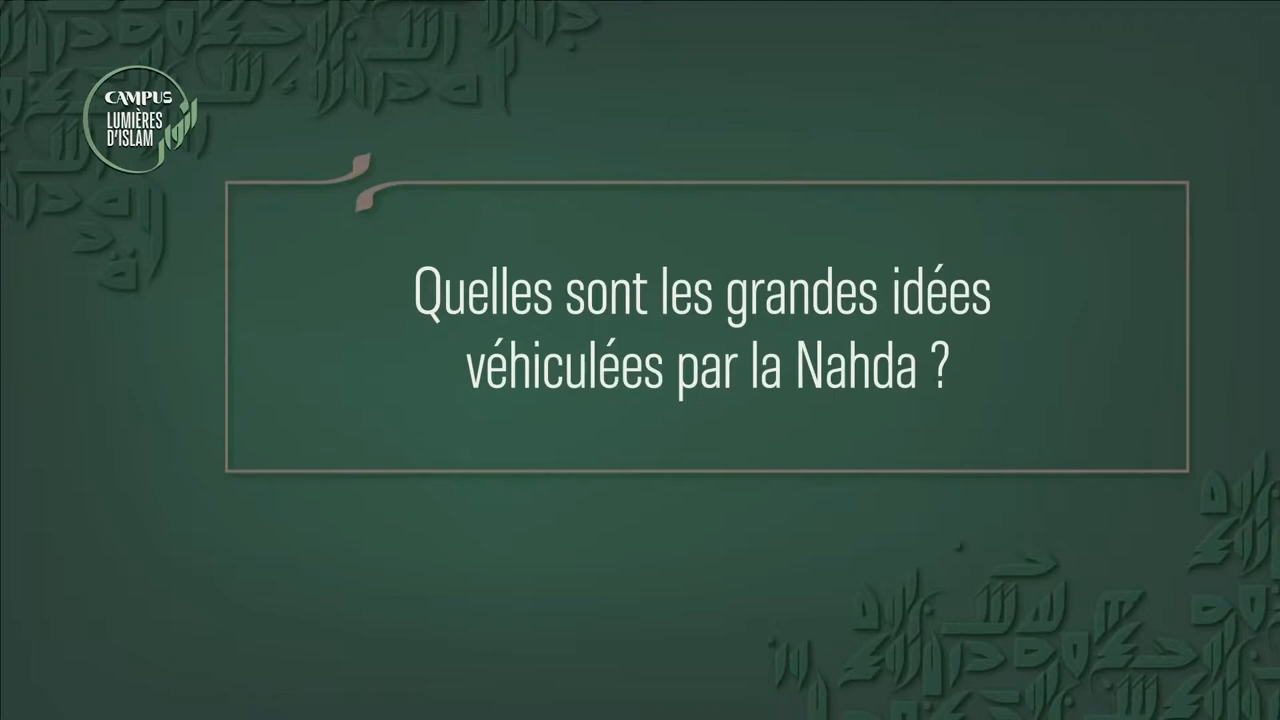 CAMPUS
LUMIÈRES
D'ISLAM
Quelles sont les grandes idées
véhiculées par la Nahda ?